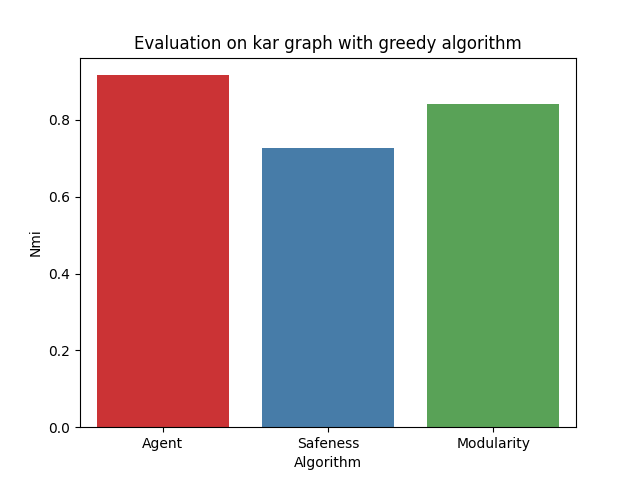 Evaluation on kar graph with greedy algorithm
Nmi
0.8
0.6
0.4
0.2
0.0
Agent
Safeness
Modularity
Algorithm